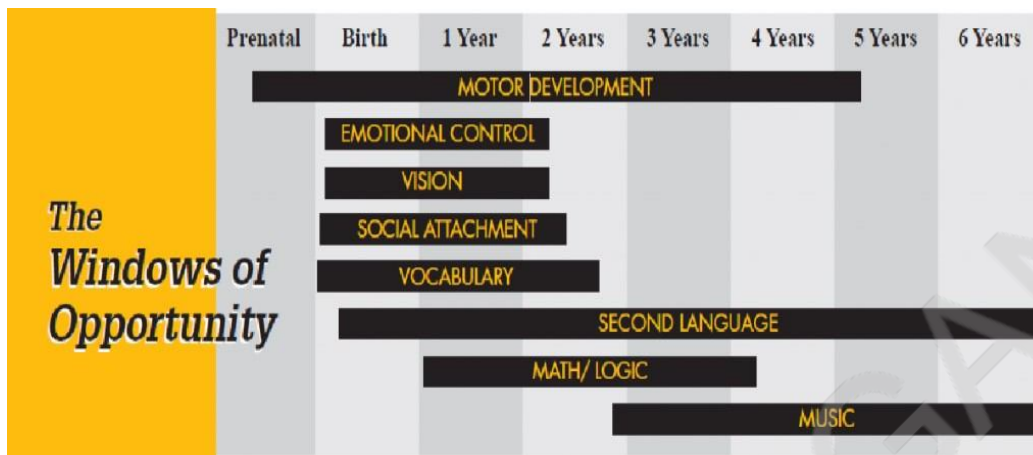 Prenatal Birth 1 Year 2 Years 3 Years 4 Years 5 Years 6 Years
MOTOR DEVELOPMENT
EMOTIONAL CONTROL
VISION
SOCIAL ATTACHMENT
VOCABULARY
SECOND LANGUAGE
MATH/ LOGIC
MUSIC
The
Windows of
Opportunity